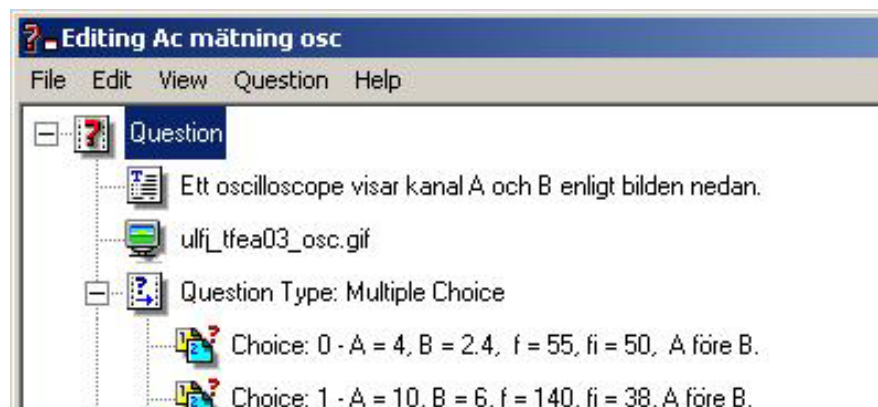 Editing Ac mätning osc
File Edit View Question Help
Question
Ett oscilloscope visar kanal A och B enligt bilden nedan.
ulfj_tfea03_osc.gif
Question Type: Multiple Choice
Choice: 0 - A = 4, B = 2.4, f = 55, fi = 50, A före B.
Choice: 1 - A = 10, B = 6, f = 140, fi = 38, A före B.